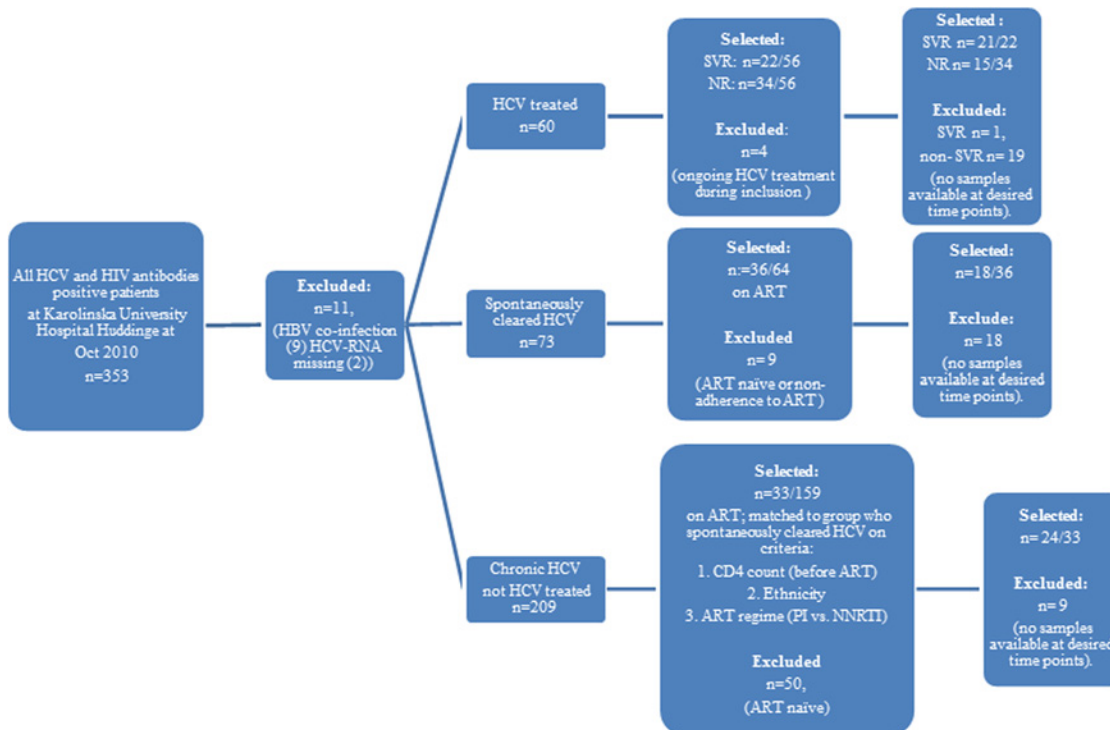 All HCV and HIV antibodies
positive patients
at Karolinska University
Hospital Huddinge at
Oct 2010
n=353
Excluded:
n=11,
(HBV co-infection
(9) HCV-RNA
missing (2))
HCV treated
n=60
Selected:
SVR: n=22/56
NR: n=34/56
Excluded:
n=4
(ongoing HCV treatment
during inclusion )
Selected :
SVR n= 21/22
NR n= 15/34
Excluded:
SVR n= 1,
non- SVR n= 19
(no samples
available at desired
time points).
Spontaneously
cleared HCV
n=73
Selected:
n:=36/64
on ART
Excluded
n= 9
(ART naïve or non-
adherence to ART )
Selected:
n=18/36
Exclude:
n= 18
(no samples
available at desired
time points).
Chronic HCV
not HCV treated
n=209
Selected:
n=33/159
on ART; matched to group who
spontaneously cleared HCV on
criteria:
1. CD4 count (before ART)
2. Ethnicity
3. ART regime (PI vs. NNRTI)
Excluded
n=50,
(ART naïve)
Selected:
n= 24/33
Excluded:
n= 9
(no samples
available at desired
time points).